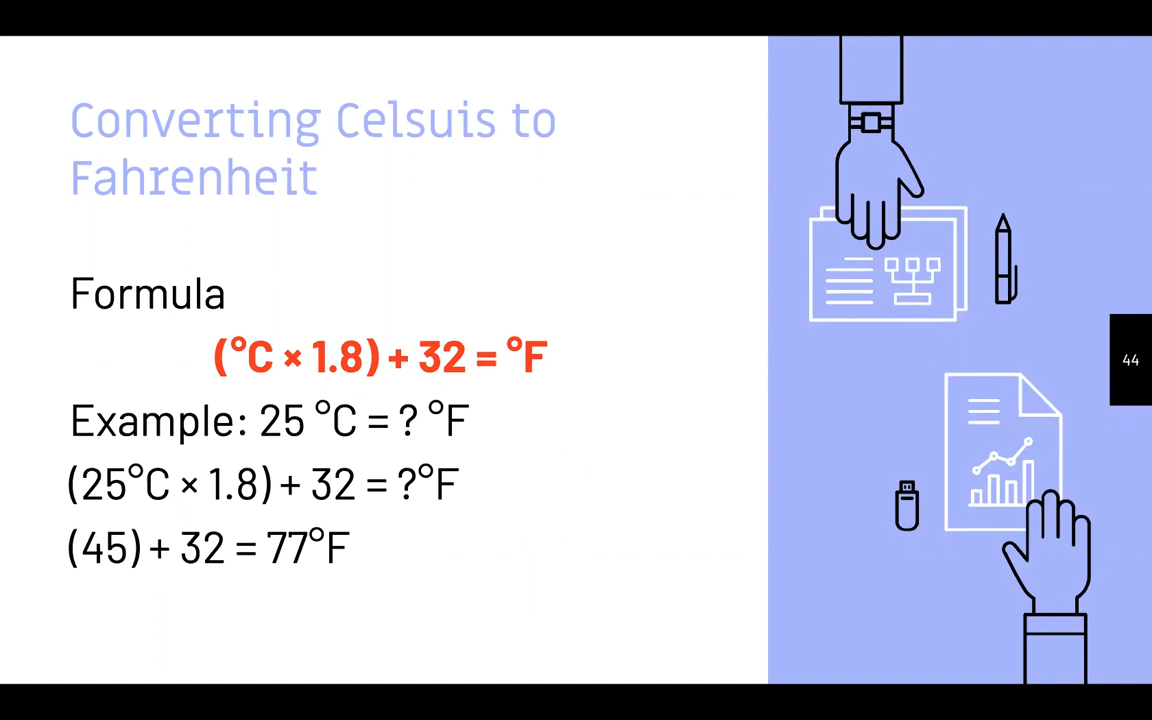 Converting Celsuis to
Fahrenheit
Formula
(°C × 1.8) + 32 = °F
Example: 25 °C = ? °F
(25°C × 1.8) + 32 = ?°F
(45) + 32 = 77°F
44